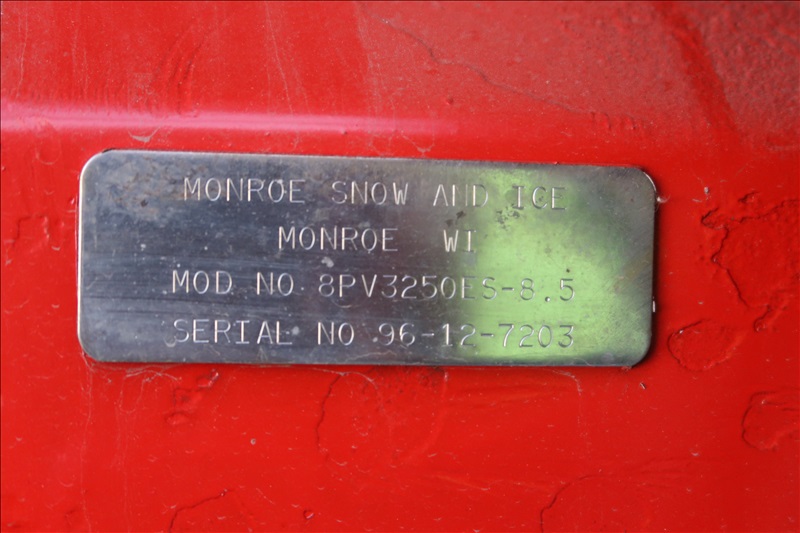 MONROE SNOW AND ICE
MONROE WI
MOD NO 8PV3250ES-8.5
SERIAL NO 96-12-7203